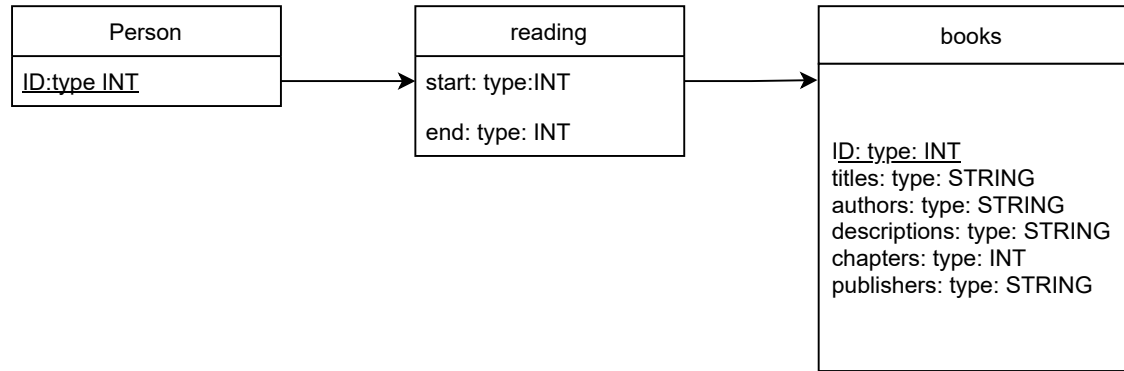 Person
ID:type INT
reading
start: type:INT
end: type: INT
books
ID: type: INT
titles: type: STRING
authors: type: STRING
descriptions: type: STRING
chapters: type: INT
publishers: type: STRING